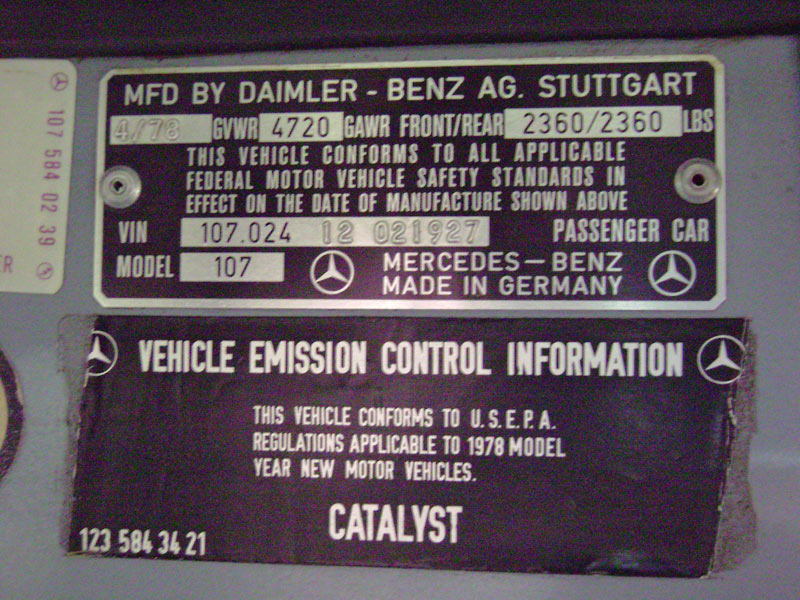 107 584 02 39
ER
MFD BY DAIMLER - BENZ AG. STUTTGART
4/78 GVWR 4720 GAWR FRONT/REAR 2360/2360 LBS
THIS VEHICLE CONFORMS TO ALL APPLICABLE
FEDERAL MOTOR VEHICLE SAFETY STANDARDS IN
EFFECT ON THE DATE OF MANUFACTURE SHOWN ABOVE
VIN 107.024 12 021927 PASSENGER CAR
MODEL 107 MERCEDES-BENZ
MADE IN GERMANY
VEHICLE EMISSION CONTROL INFORMATION
THIS VEHICLE CONFORMS TO U.S.E.P.A.
REGULATIONS APPLICABLE TO 1978 MODEL
YEAR NEW MOTOR VEHICLES.
CATALYST
123 584 34 21